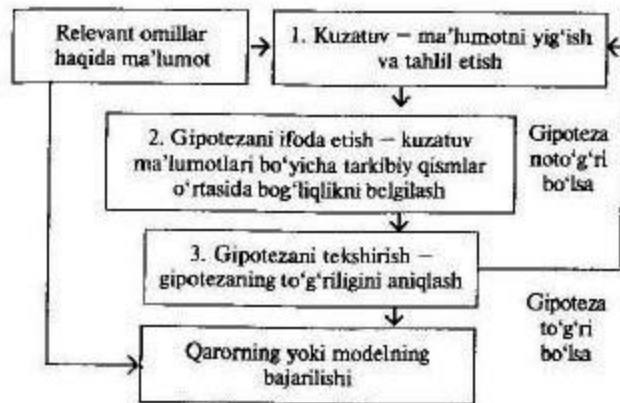 Relevant omillar
haqida ma’lumot
1. Kuzatuv – ma’lumotni yig‘ish
va tahlil etish
2. Gipotezani ifoda etish – kuzatuv
ma’lumotlari bo‘yicha tarkibiy qismlar
o‘rtasida bog‘liqlikni belgilash
Gipoteza
noto‘g‘ri
bo‘lsa
3. Gipotezani tekshirish –
gipotezaning to‘g‘riligini aniqlash
Gipoteza
to‘g‘ri
bo‘lsa
Qarorning yoki modelning
bajarilishi